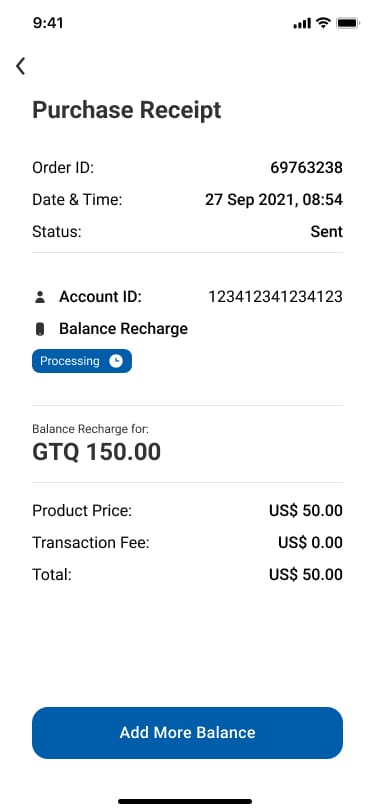 9:41
Purchase Receipt
Order ID: 69763238
Date & Time: 27 Sep 2021, 08:54
Status: Sent
Account ID: 123412341234123
Balance Recharge
Processing
Balance Recharge for:
GTQ 150.00
Product Price: US$ 50.00
Transaction Fee: US$ 0.00
Total: US$ 50.00
Add More Balance